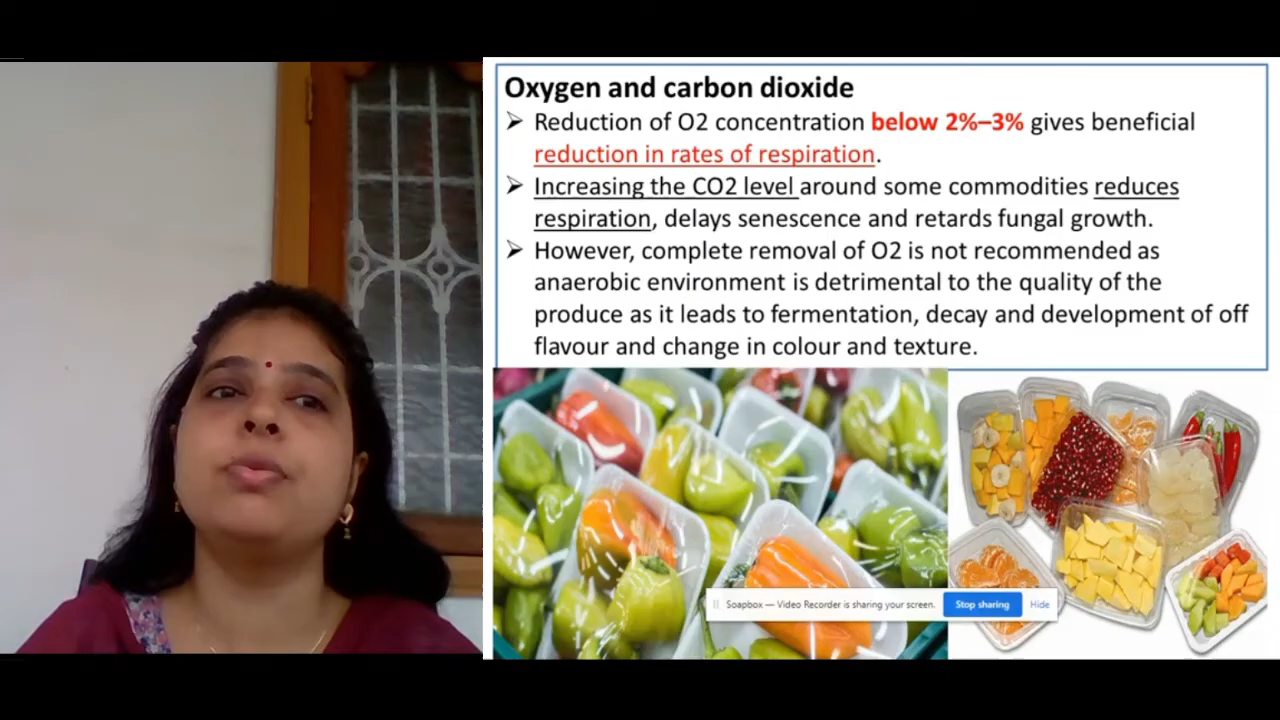 Oxygen and carbon dioxide
➢ Reduction of O2 concentration below 2%–3% gives beneficial
reduction in rates of respiration.
➢ Increasing the CO2 level around some commodities reduces
respiration, delays senescence and retards fungal growth.
➢ However, complete removal of O2 is not recommended as
anaerobic environment is detrimental to the quality of the
produce as it leads to fermentation, decay and development of off
flavour and change in colour and texture.
Soapbox — Video Recorder is sharing your screen. Stop sharing Hide